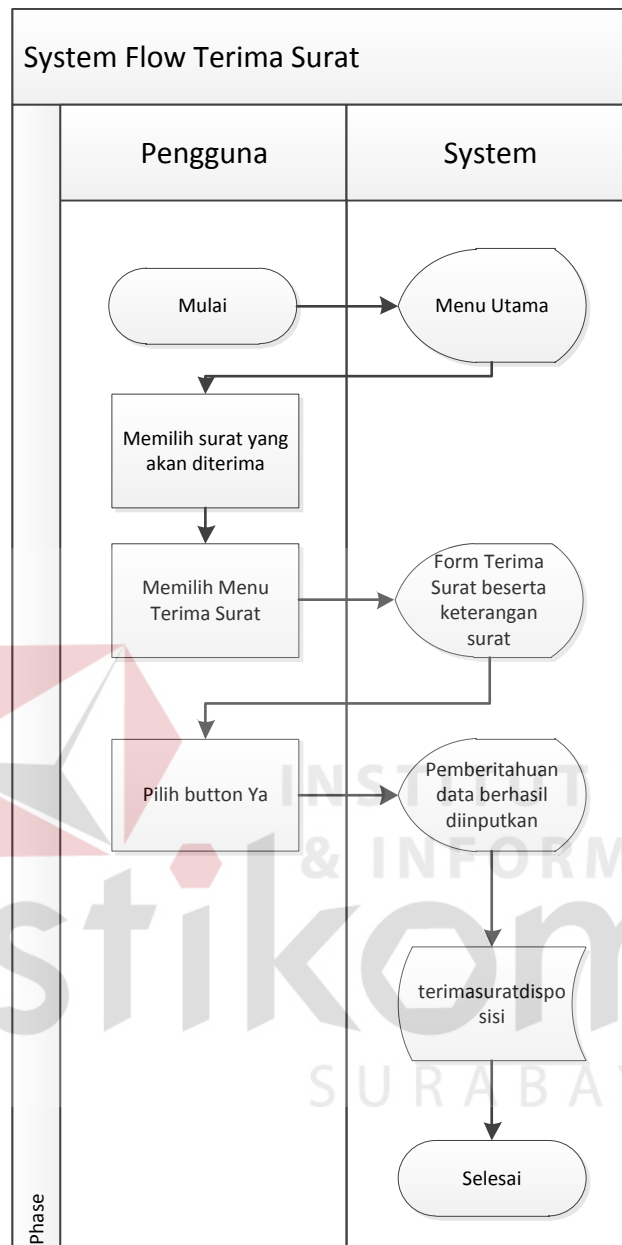 System Flow Terima Surat
Pengguna
System
Mulai
Menu Utama
Memilih surat yang
akan diterima
Memilih Menu
Terima Surat
Form Terima
Surat beserta
keterangan
surat
Pilih button Ya
Pemberitahuan
data berhasil
diinputkan
terimasuratdispo
sisi
Selesai
Phase
INSTITUT
& INFORM
stikom
SURABAY